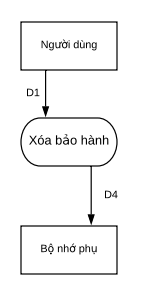 Người dùng
D1
Xóa bảo hành
D4
Bộ nhớ phụ